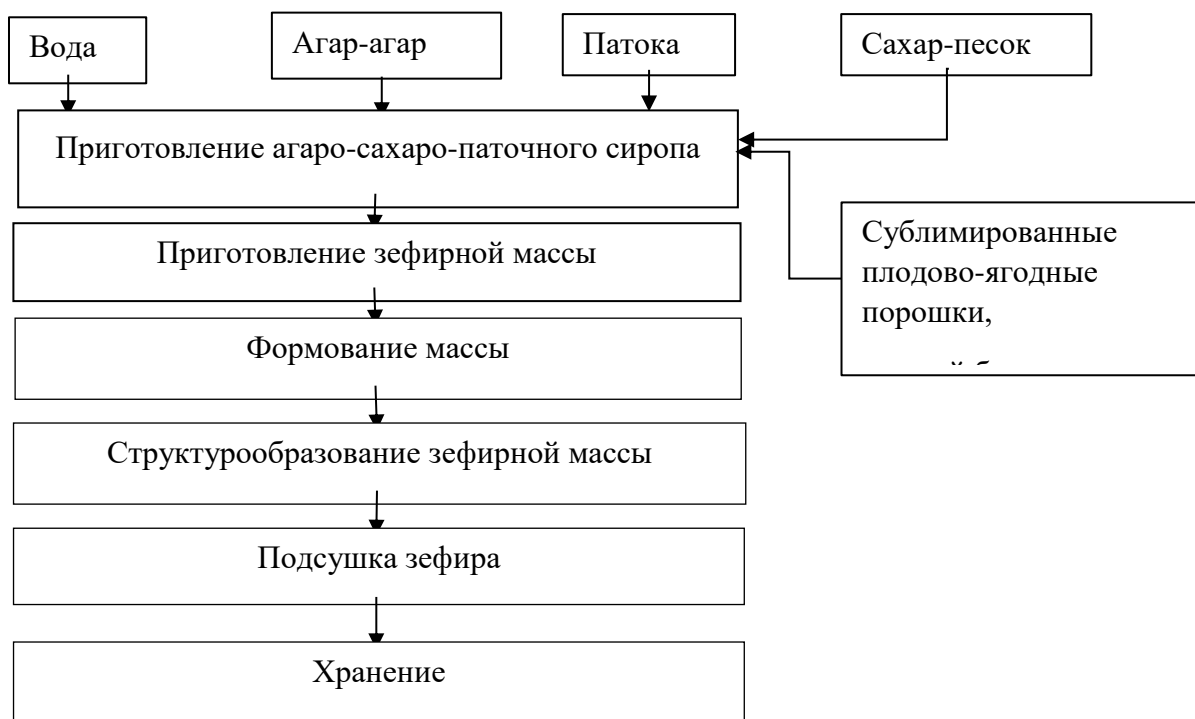 Вода
Агар-агар
Патока
Сахар-песок
Приготовление агаро-сахаро-паточного сиропа
Сублимированные
плодово-ягодные
порошки,
Приготовление зефирной массы
Формование массы
Структурообразование зефирной массы
Подсушка зефира
Хранение